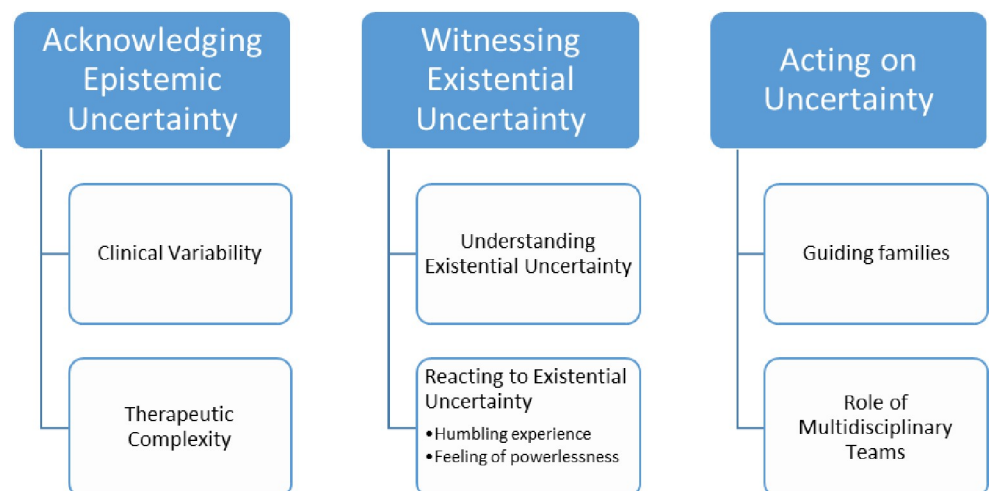 Acknowledging
Epistemic
Uncertainty
Clinical Variability
Therapeutic
Complexity
Witnessing
Existential
Uncertainty
Understanding
Existential Uncertainty
Reacting to Existential
Uncertainty
•Humbling experience
•Feeling of powerlessness
Acting on
Uncertainty
Guiding families
Role of
Multidisciplinary
Teams